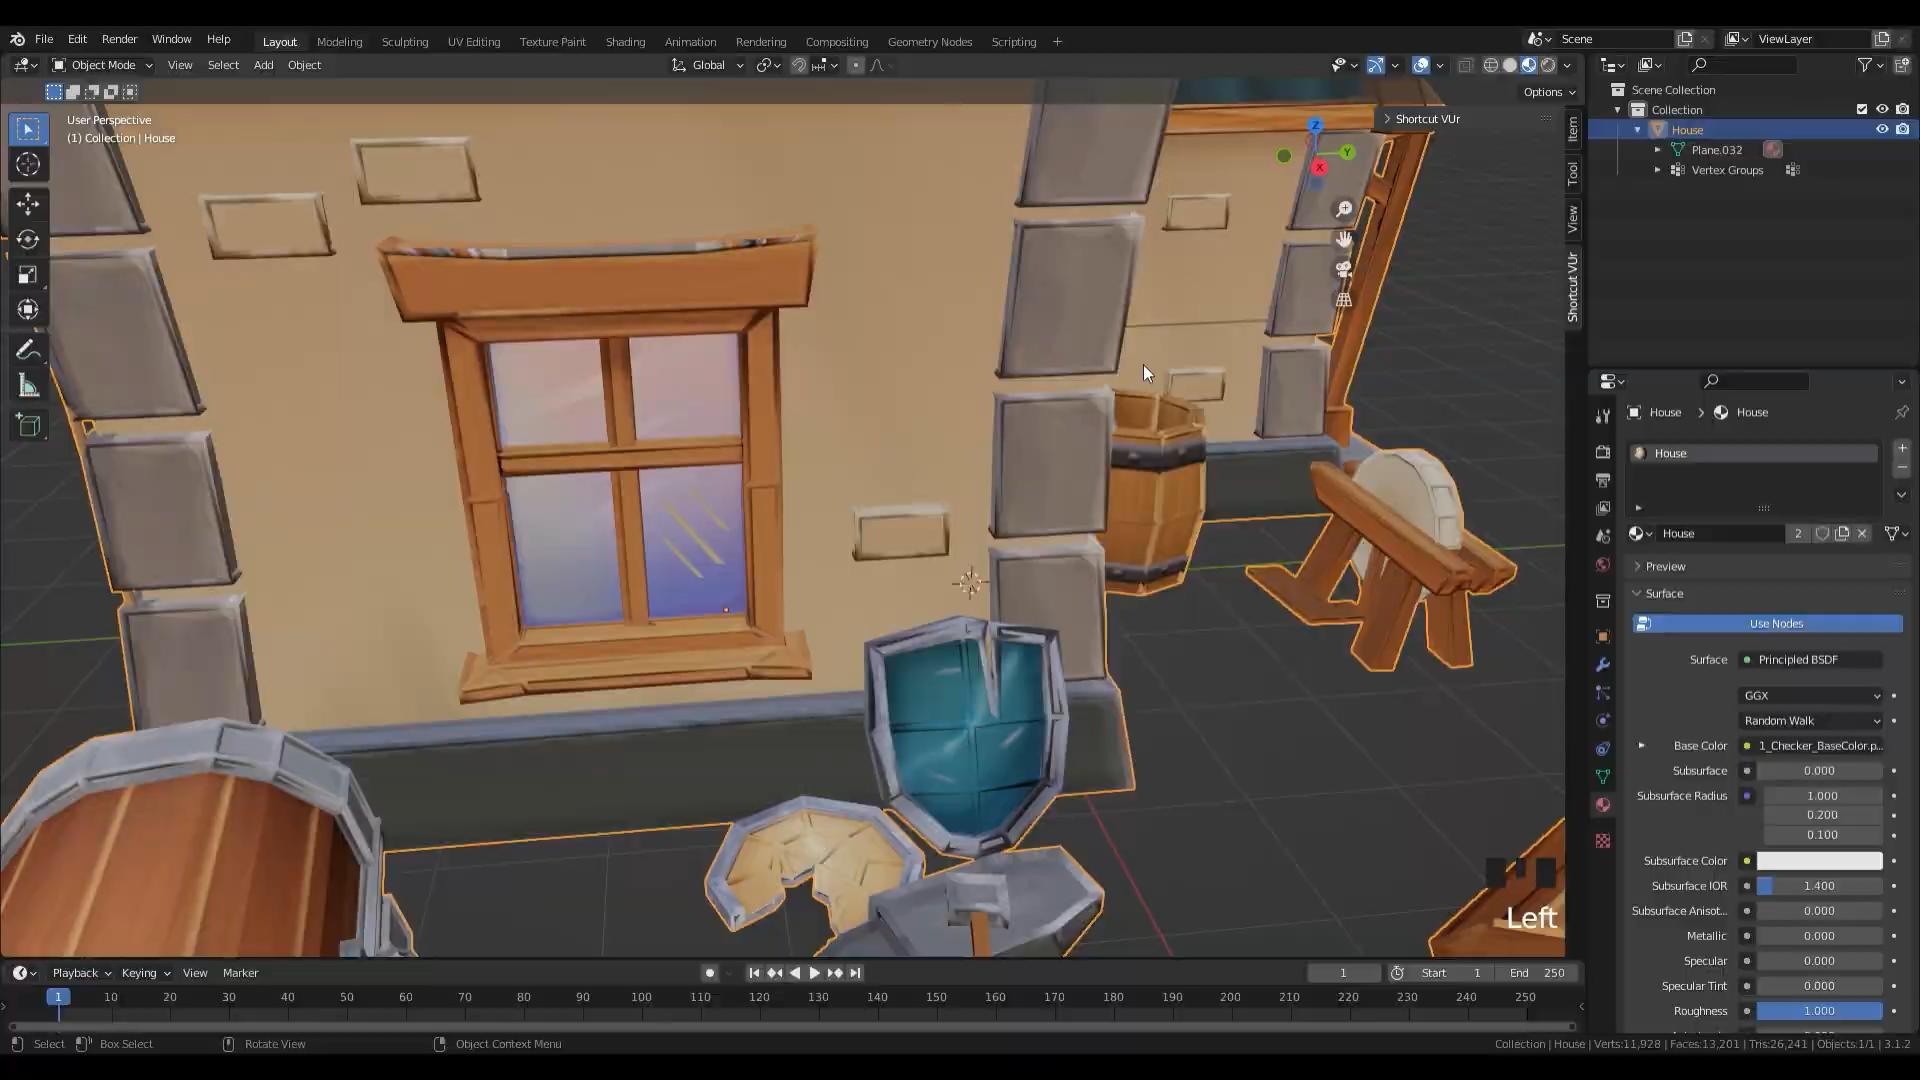 File Edit Render Window Help
Layout Modeling Sculpting UV Editing Texture Paint Shading Animation Rendering Compositing Geometry Nodes Scripting +
Scene
ViewLayer
Object Mode View Select Add Object
Global
Options
User Perspective
(1) Collection | House
Shortcut VUr
Z
Y
X
Item
Tool
View
Shortcut VUr
Scene Collection
Collection
House
Plane.032
Vertex Groups
House > House
House
House 2
Preview
Surface
Use Nodes
Surface Principled BSDF
GGX
Random Walk
Base Color 1_Checker_BaseColor.p...
Subsurface 0.000
Subsurface Radius 1.000
0.200
0.100
Subsurface Color
Subsurface IOR 1.400
Subsurface Anisot... 0.000
Metallic 0.000
Specular 0.000
Specular Tint 0.000
Roughness 1.000
Left
Playback Keying View Marker
1 Start 1 End 250
1 10 20 30 40 50 60 70 80 90 100 110 120 130 140 150 160 170 180 190 200 210 220 230 240 250
Select Box Select Rotate View Object Context Menu
Collection | House | Verts:11,928 | Faces:13,201 | Tris:26,241 | Objects:1/1 | 3.1.2